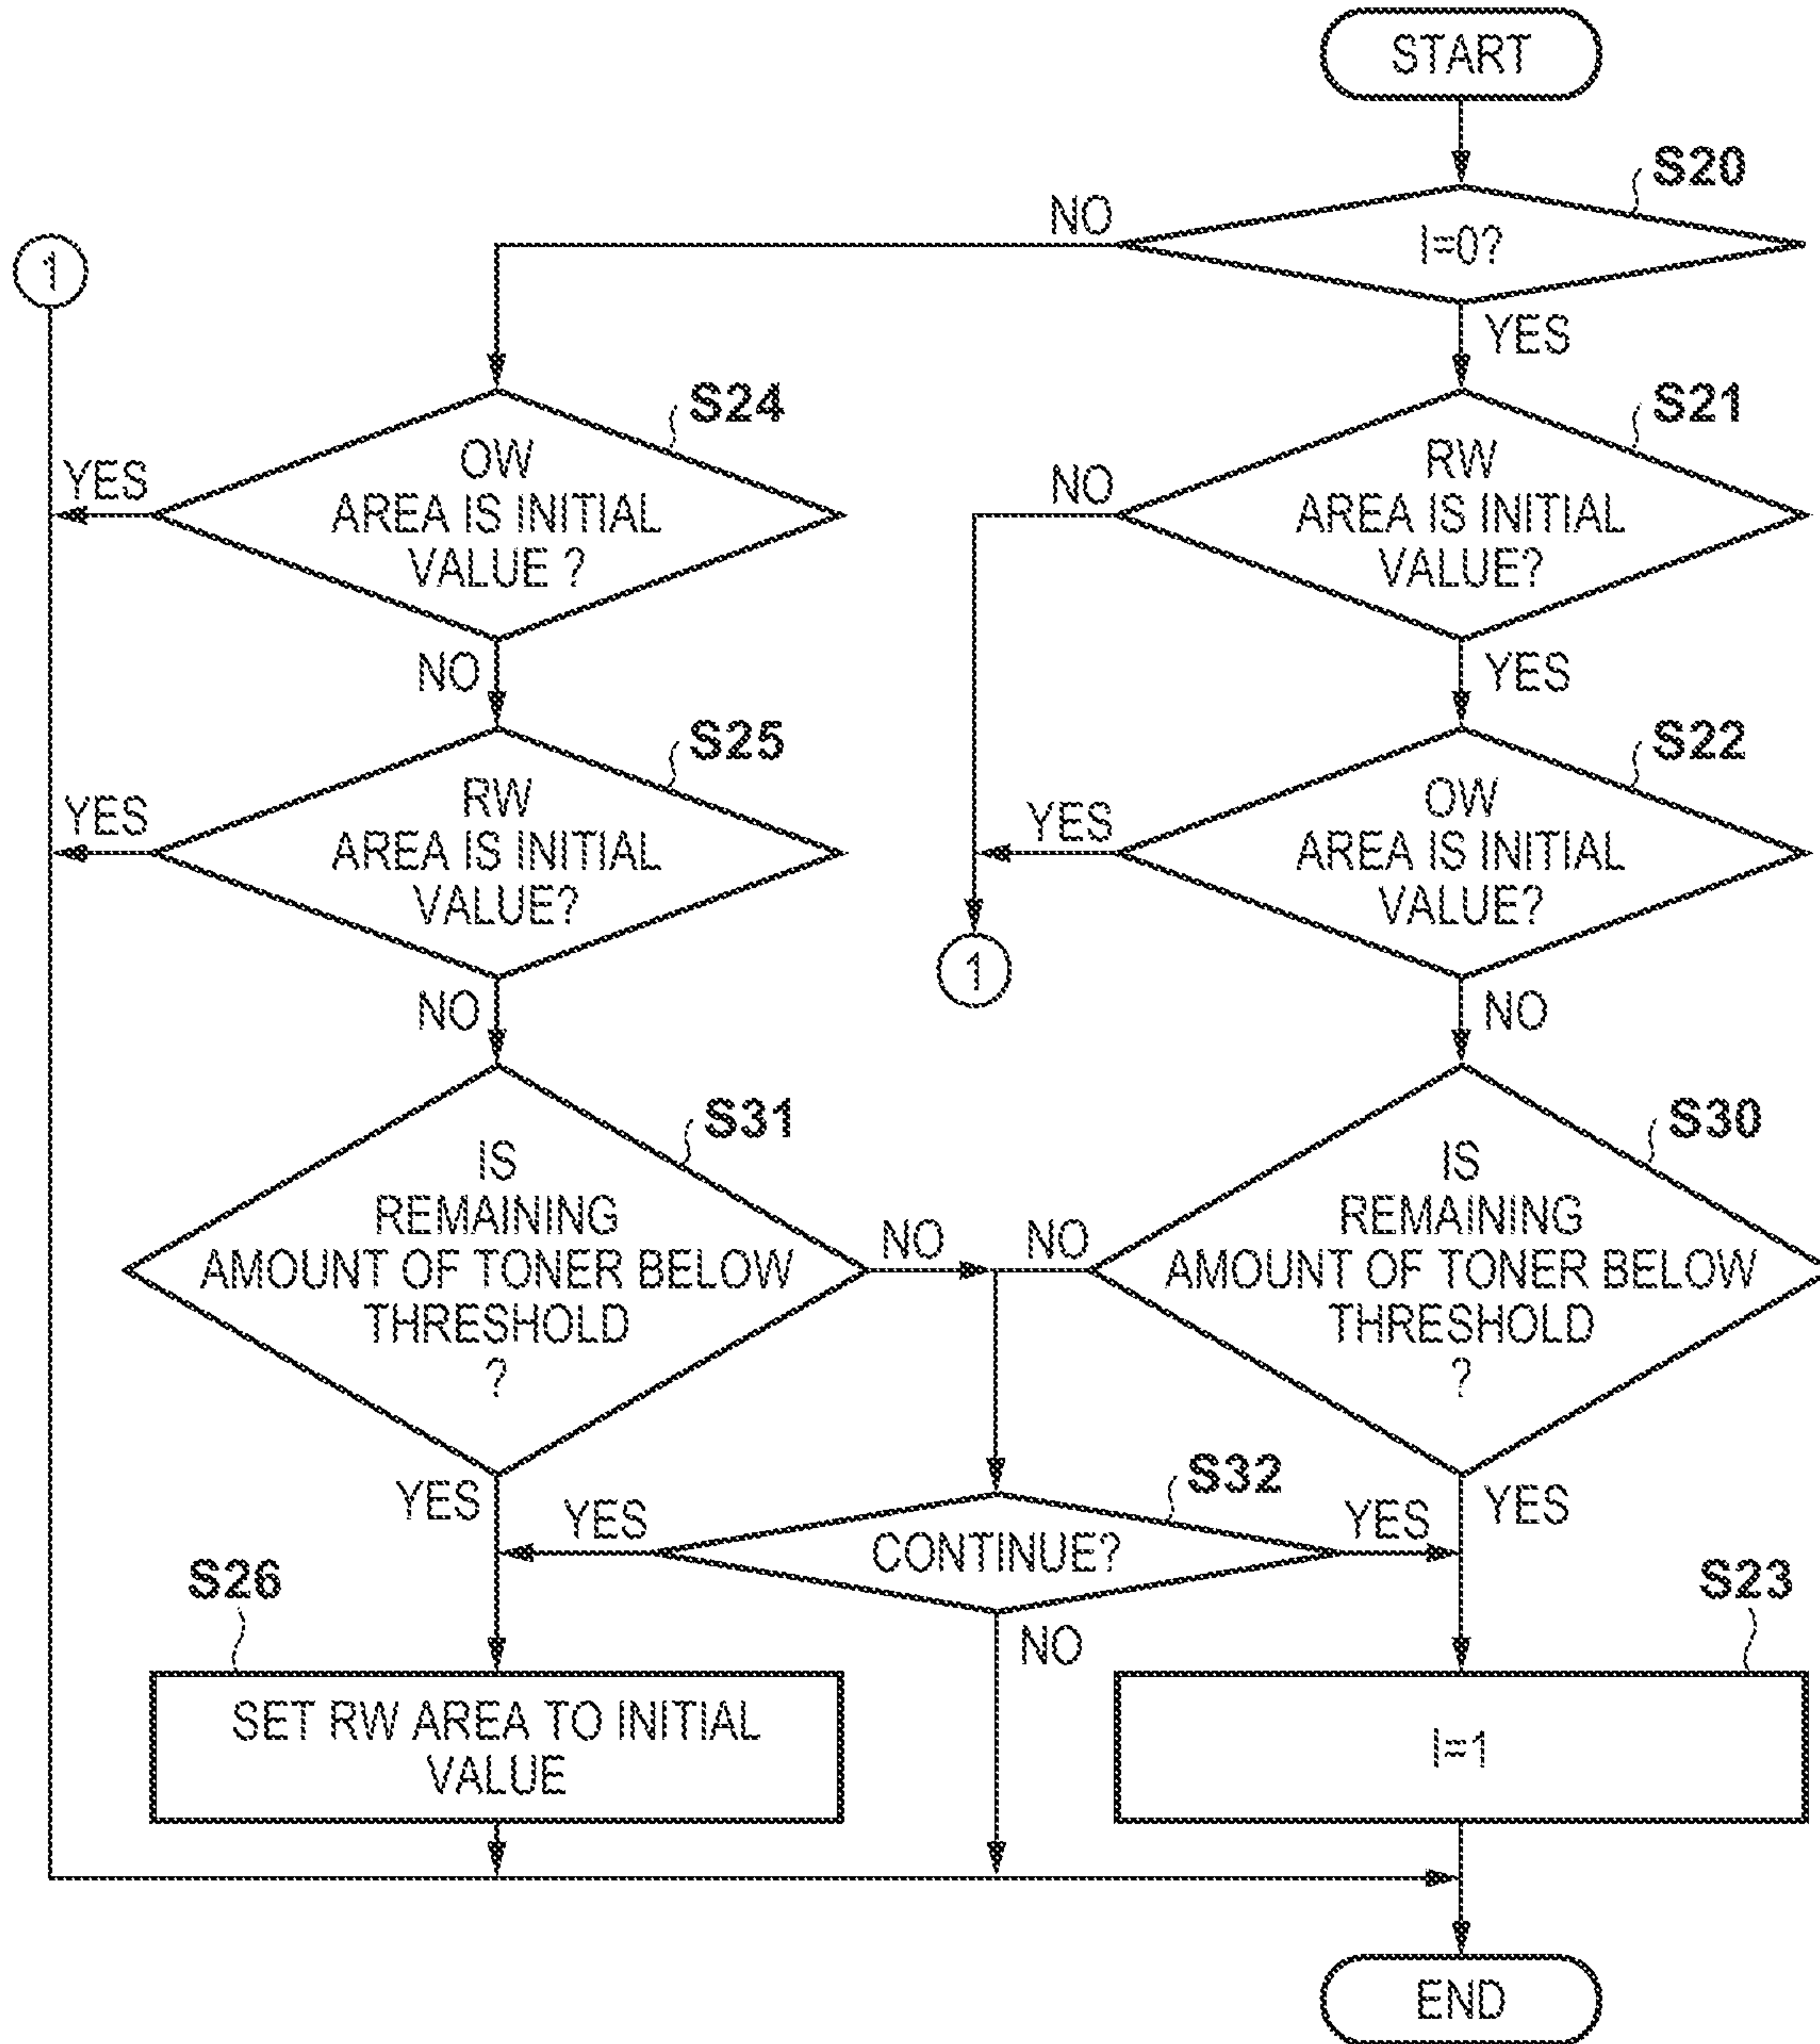 START
S20
NO
I=0?
1
YES
S24
S21
OW
AREA IS INITIAL
VALUE ?
YES
RW
AREA IS INITIAL
VALUE?
NO
NO
YES
S25
S22
RW
AREA IS INITIAL
VALUE?
YES
OW
AREA IS INITIAL
VALUE?
YES
1
NO
NO
S31
S30
IS
REMAINING
AMOUNT OF TONER BELOW
THRESHOLD
?
NO
NO
IS
REMAINING
AMOUNT OF TONER BELOW
THRESHOLD
?
YES
S32
YES
YES
CONTINUE?
YES
S26
S23
NO
SET RW AREA TO INITIAL
VALUE
I=1
END